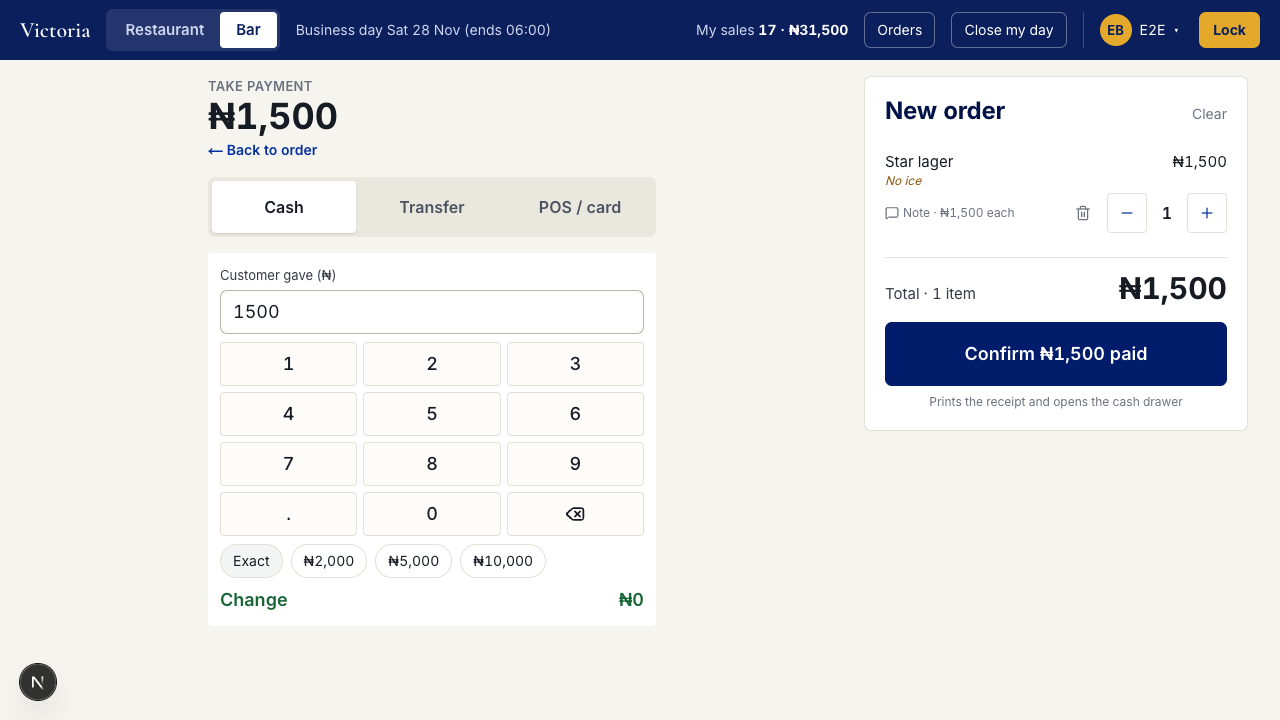 Victoria
Restaurant
Bar
Business day Sat 28 Nov (ends 06:00)
My sales 17 · ₦31,500
Orders
Close my day
EB
E2E
Lock
TAKE PAYMENT
₦1,500
← Back to order
Cash
Transfer
POS / card
Customer gave (₦)
1500
1
2
3
4
5
6
7
8
9
.
0
Exact
₦2,000
₦5,000
₦10,000
Change
₦0
New order
Clear
Star lager
₦1,500
No ice
Note · ₦1,500 each
− 1 +
Total · 1 item
₦1,500
Confirm ₦1,500 paid
Prints the receipt and opens the cash drawer
N